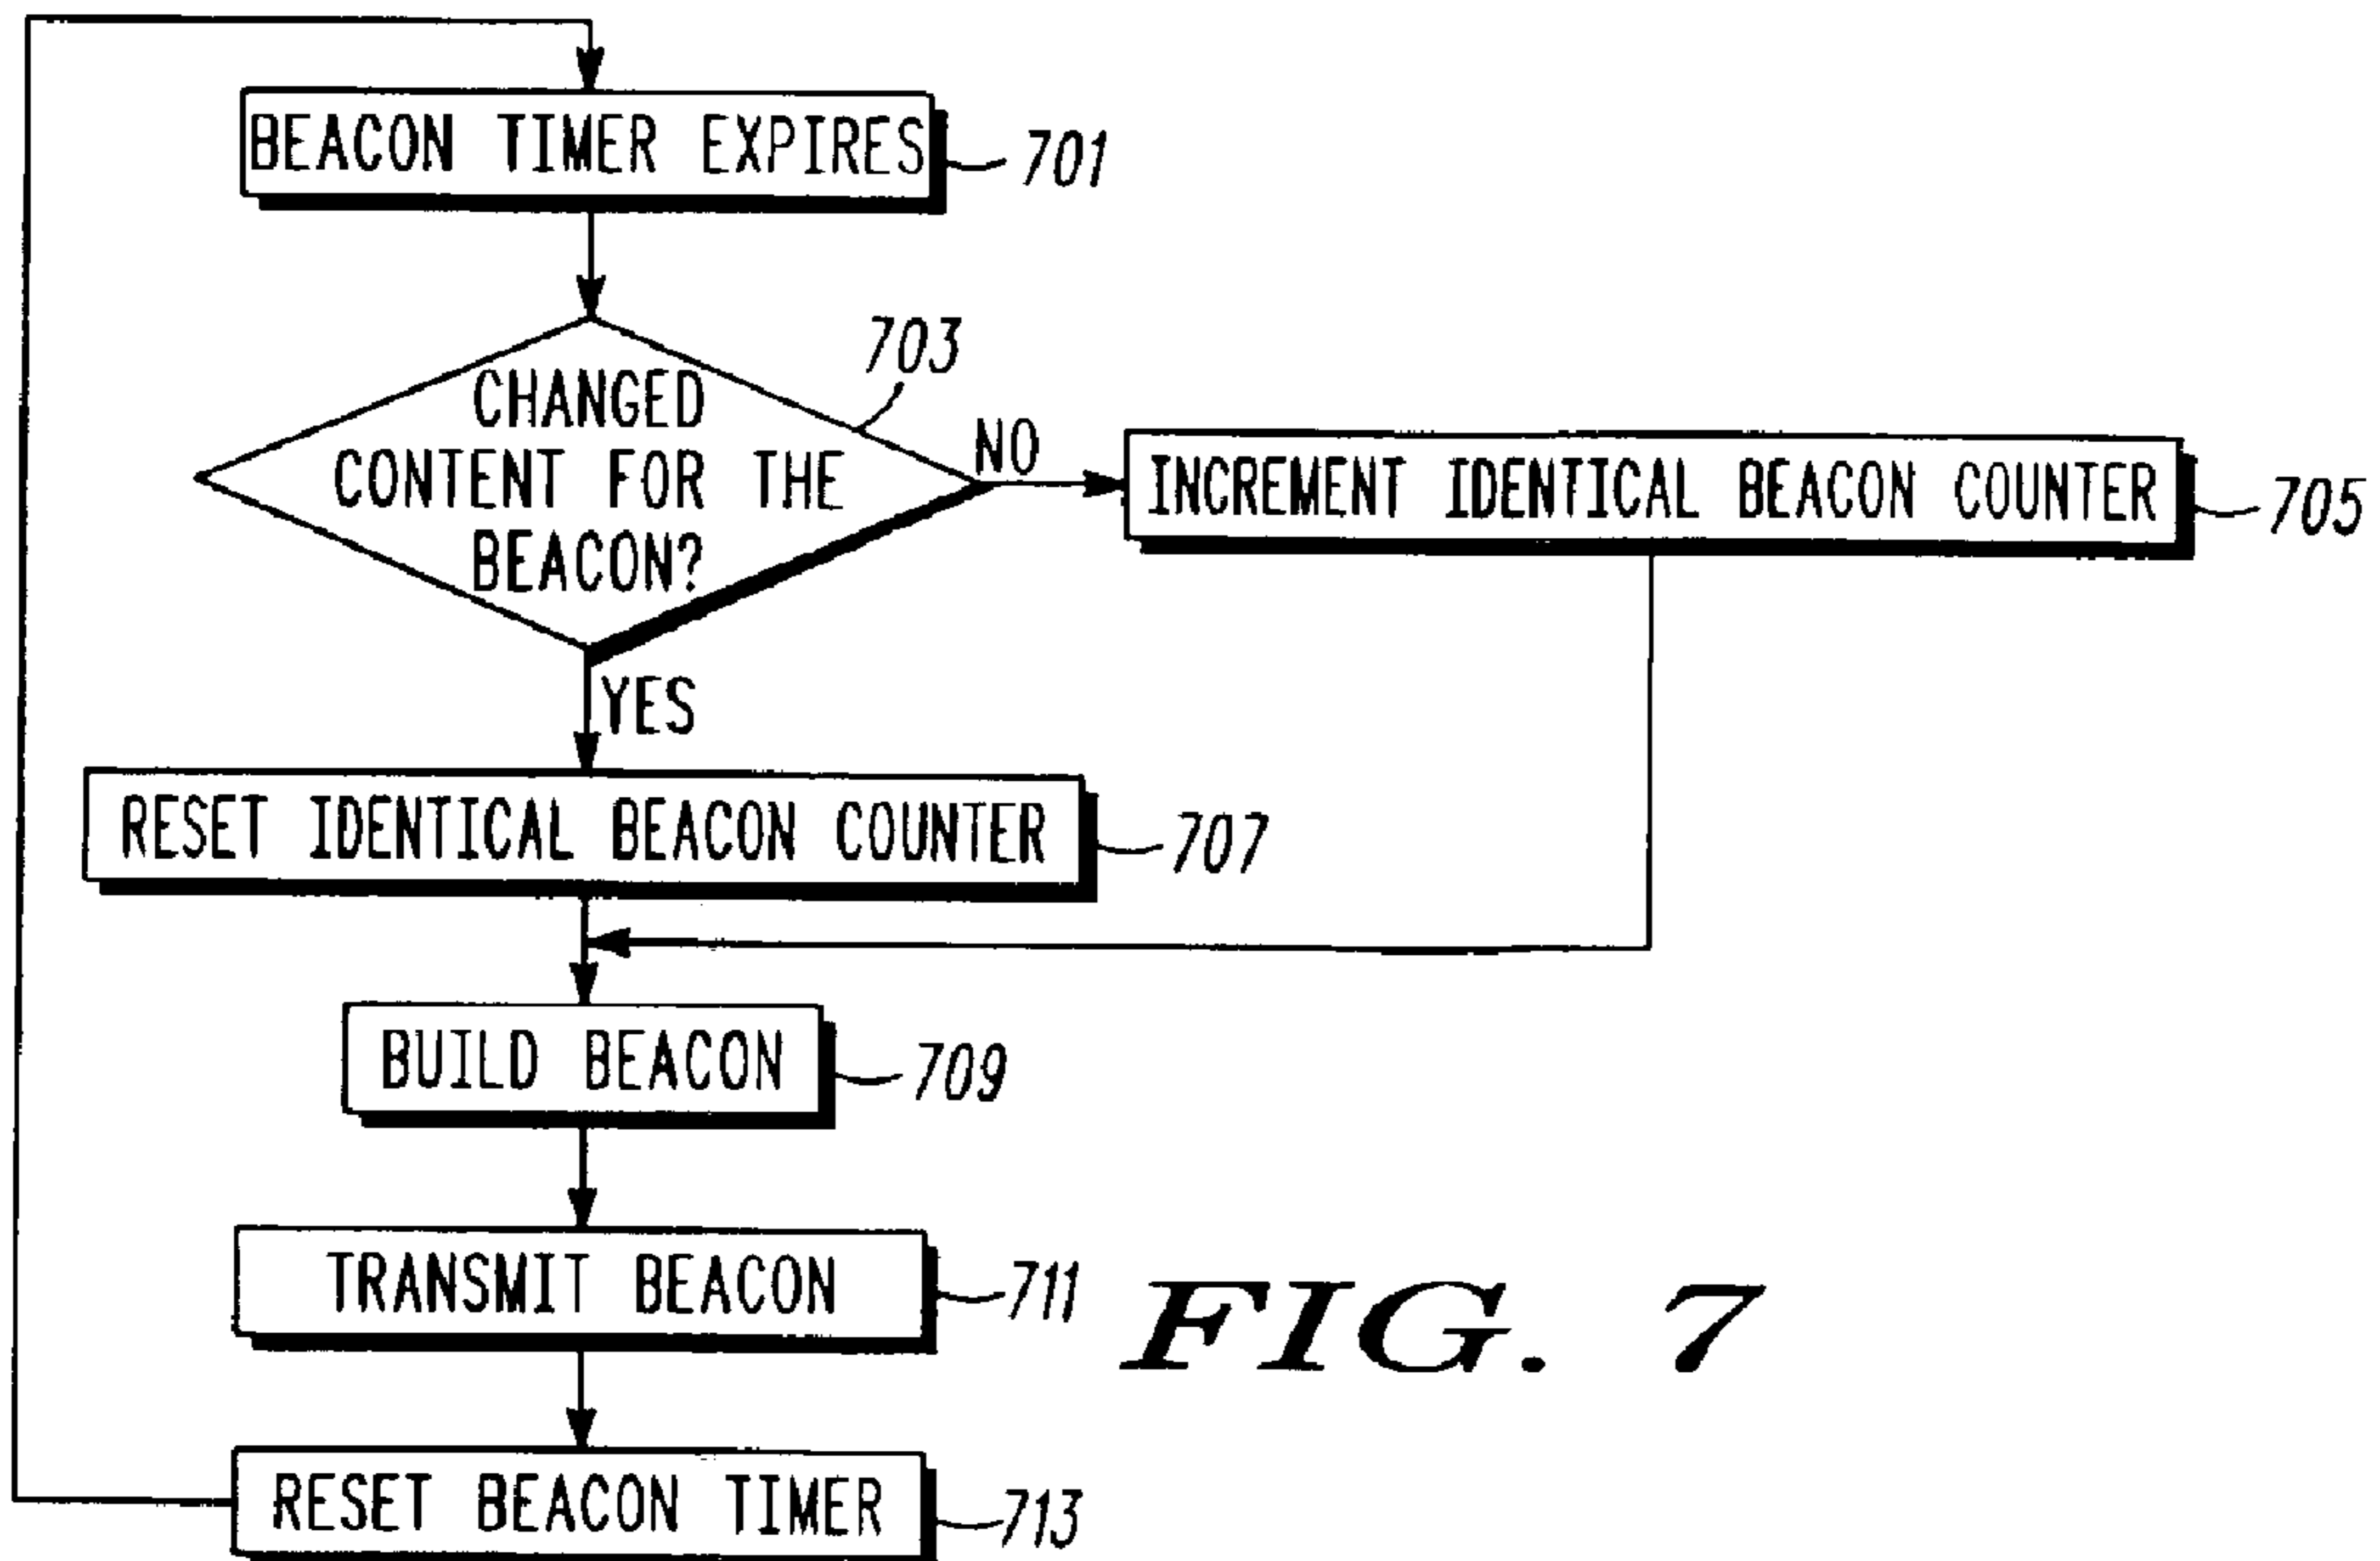 BEACON TIMER EXPIRES
701
703
CHANGED
CONTENT FOR THE
BEACON?
NO
INCREMENT IDENTICAL BEACON COUNTER
705
YES
RESET IDENTICAL BEACON COUNTER
707
BUILD BEACON
709
TRANSMIT BEACON
711
FIG. 7
RESET BEACON TIMER
713